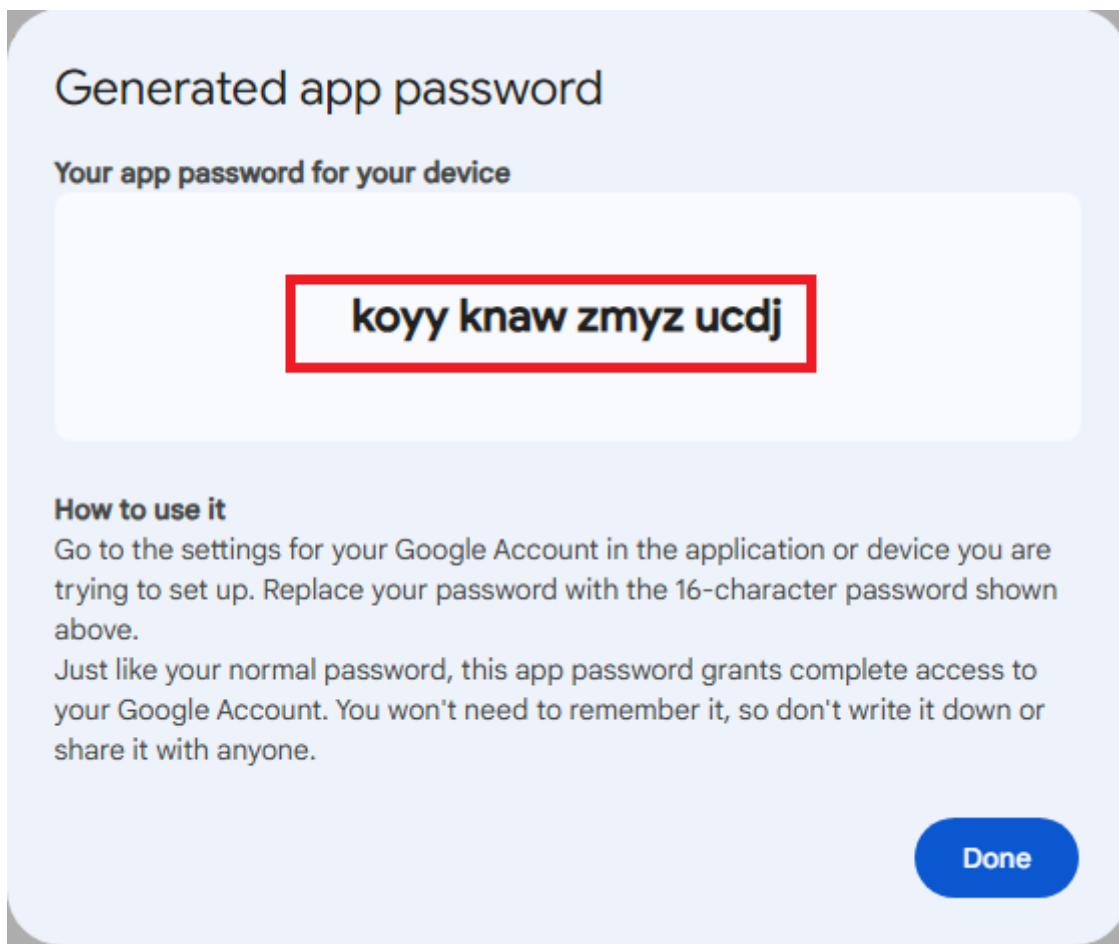 Generated app password
Your app password for your device
koyy knaw zmyz ucdj
How to use it
Go to the settings for your Google Account in the application or device you are
trying to set up. Replace your password with the 16-character password shown
above.
Just like your normal password, this app password grants complete access to
your Google Account. You won't need to remember it, so don't write it down or
share it with anyone.
Done